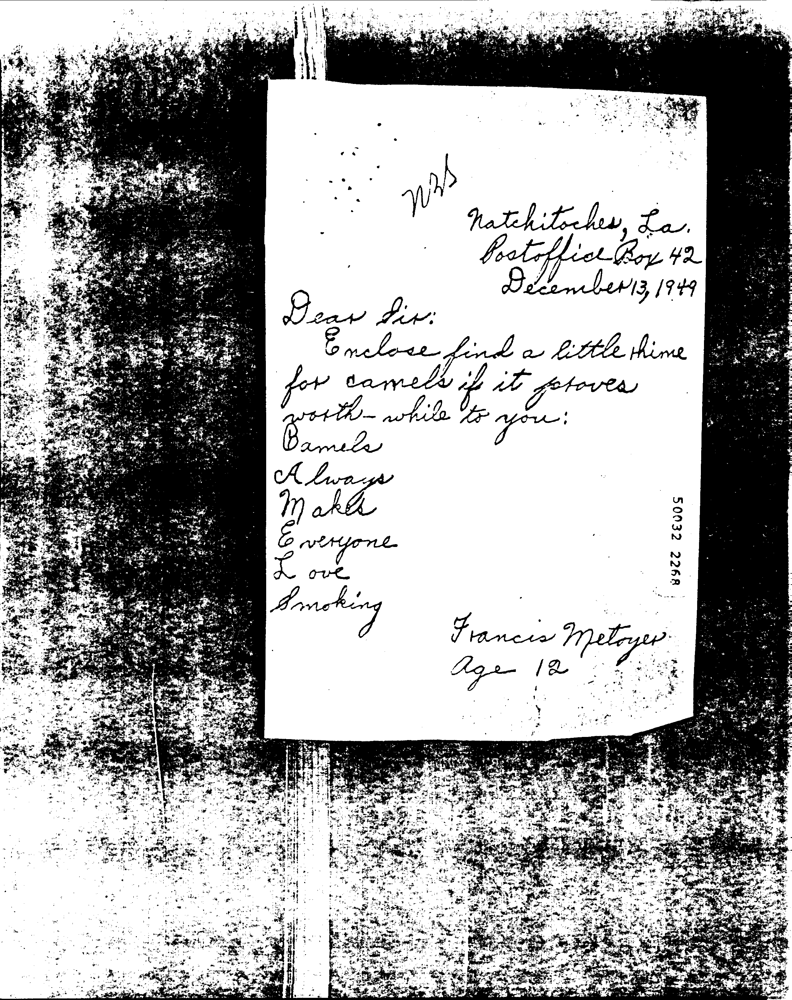 Natchitoches, La.
Postoffice Box 42
December 13, 1949
Dear Sir:
Enclose find a little rhime
for camels if it proves
worth-while to you:
Camels
Always
Makes
Everyone
Love
Smoking
50032 2268
Francis Metoyer
Age 12